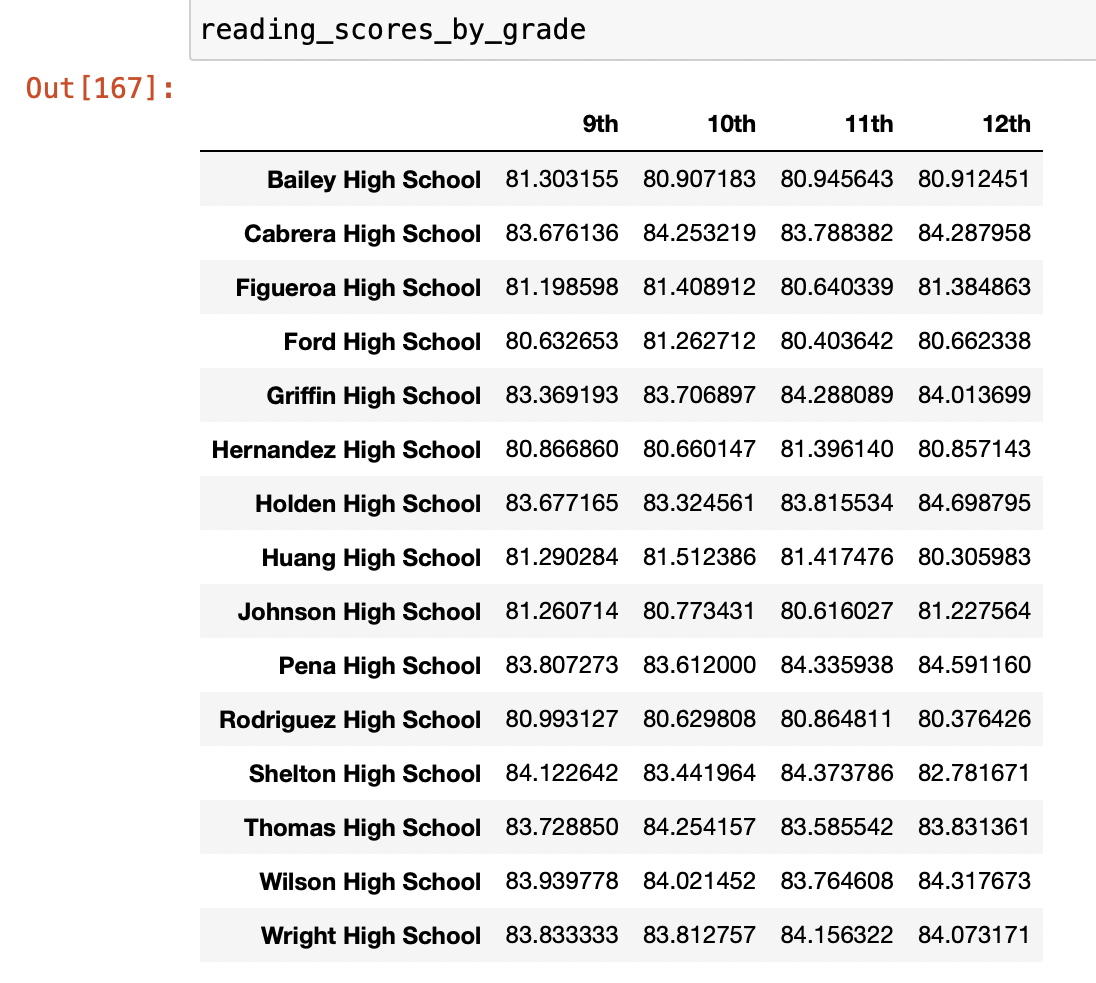 reading_scores_by_grade
Out[167]:
9th 10th 11th 12th
Bailey High School 81.303155 80.907183 80.945643 80.912451
Cabrera High School 83.676136 84.253219 83.788382 84.287958
Figueroa High School 81.198598 81.408912 80.640339 81.384863
Ford High School 80.632653 81.262712 80.403642 80.662338
Griffin High School 83.369193 83.706897 84.288089 84.013699
Hernandez High School 80.866860 80.660147 81.396140 80.857143
Holden High School 83.677165 83.324561 83.815534 84.698795
Huang High School 81.290284 81.512386 81.417476 80.305983
Johnson High School 81.260714 80.773431 80.616027 81.227564
Pena High School 83.807273 83.612000 84.335938 84.591160
Rodriguez High School 80.993127 80.629808 80.864811 80.376426
Shelton High School 84.122642 83.441964 84.373786 82.781671
Thomas High School 83.728850 84.254157 83.585542 83.831361
Wilson High School 83.939778 84.021452 83.764608 84.317673
Wright High School 83.833333 83.812757 84.156322 84.073171